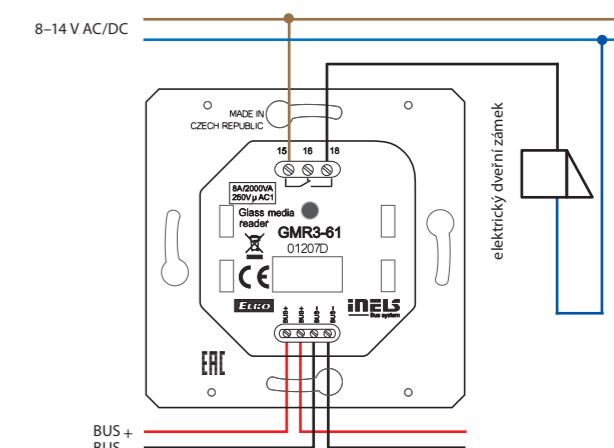 8–14 V AC/DC
MADE IN
CZECH REPUBLIC
15 16 18
8A/2000VA
250V µ AC1
Glass media
reader
GMR3-61
01207D
CE
ELKO
iNELS
Bus system
BUS+ BUS+ BUS− BUS−
EAC
elektrický dveřní zámek
BUS +
BUS